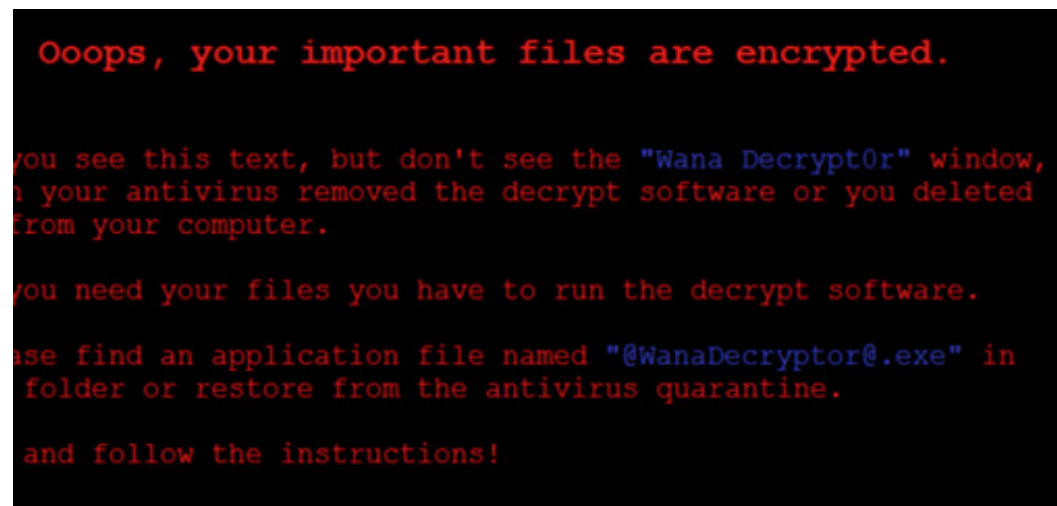 Ooops, your important files are encrypted.
you see this text, but don't see the "Wana Decrypt0r" window,
your antivirus removed the decrypt software or you deleted
from your computer.
you need your files you have to run the decrypt software.
ase find an application file named "@WanaDecryptor@.exe" in
folder or restore from the antivirus quarantine.
and follow the instructions!